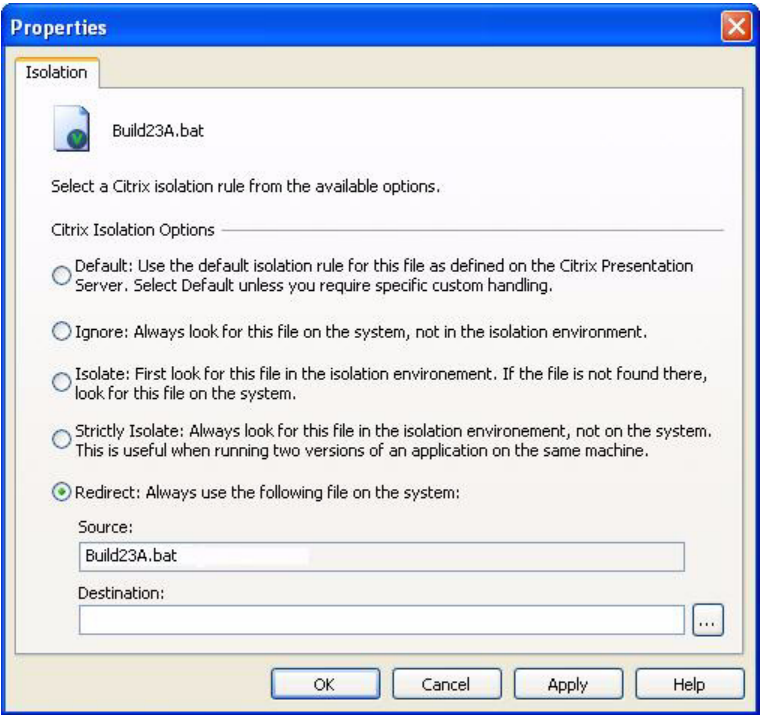 Properties
Isolation
Build23A.bat
Select a Citrix isolation rule from the available options.
Citrix Isolation Options
Default: Use the default isolation rule for this file as defined on the Citrix Presentation
Server. Select Default unless you require specific custom handling.
Ignore: Always look for this file on the system, not in the isolation environment.
Isolate: First look for this file in the isolation environement. If the file is not found there,
look for this file on the system.
Strictly Isolate: Always look for this file in the isolation environement, not on the system.
This is useful when running two versions of an application on the same machine.
Redirect: Always use the following file on the system:
Source:
Build23A.bat
Destination:
...
OK Cancel Apply Help